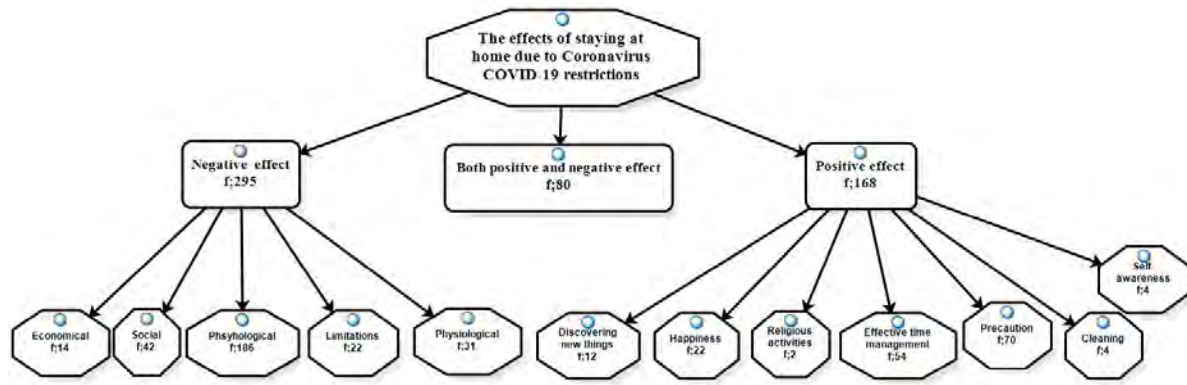 The effects of staying at
home due to Coronavirus
COVID-19 restrictions
Negative effect
f;295
Both positive and negative effect
f;80
Positive effect
f;168
Economical
f;14
Social
f;42
Phsyhological
f;186
Limitations
f;22
Physiological
f;31
Discovering
new things
f;12
Happiness
f;22
Religious
activities
f;2
Effective time
management
f;54
Precaution
f;70
Cleaning
f;4
Self
awareness
f;4